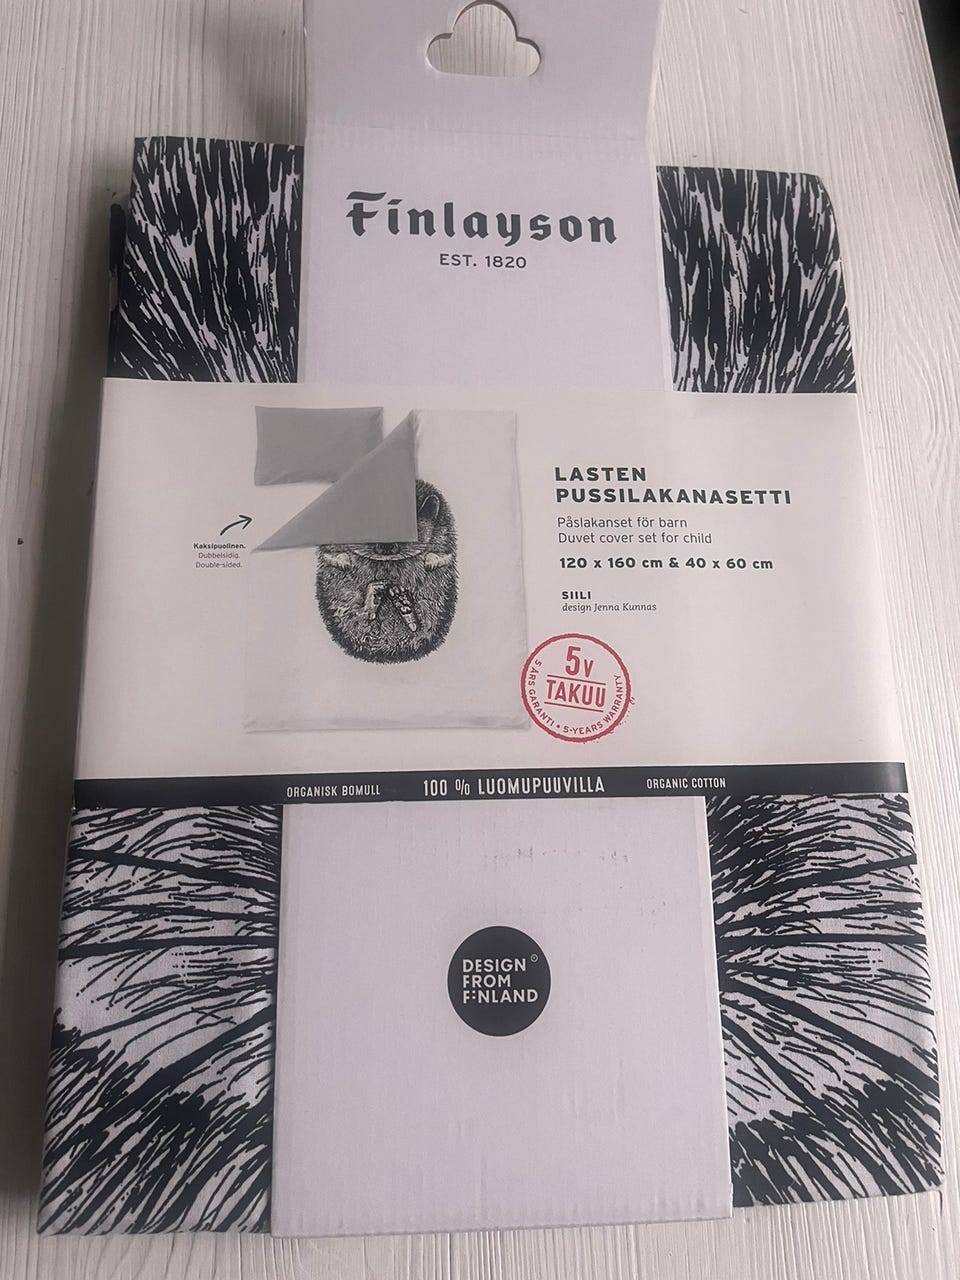 Finlayson
EST. 1820
Kaksipuolinen.
Dubbelsidig.
Double-sided.
LASTEN
PUSSILAKANASETTI
Påslakanset för barn
Duvet cover set for child
120 x 160 cm & 40 x 60 cm
SIILI
design Jenna Kunnas
5v
TAKUU
5 ÅRS GARANTI • 5-YEARS WARRANTY
ORGANISK BOMULL 100 % LUOMUPUUVILLA ORGANIC COTTON
DESIGN
FROM
FINLAND